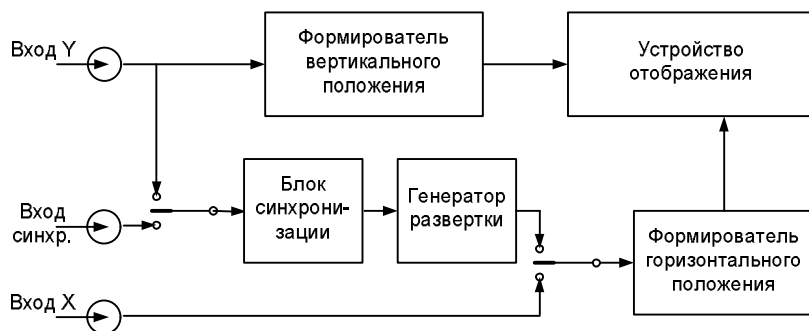 Вход Y
Формирователь
вертикального
положения
Устройство
отображения
Вход
синхр.
Блок
синхрони-
зации
Генератор
развертки
Формирователь
горизонтального
положения
Вход X